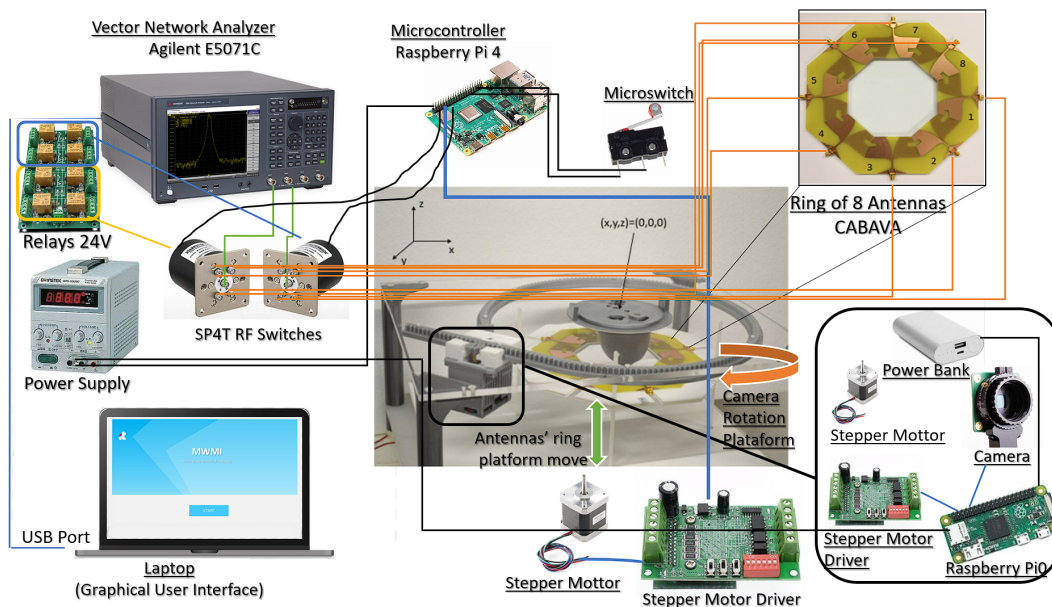 Vector Network Analyzer
Agilent E5071C
Microcontroller
Raspberry Pi 4
Microswitch
7
6
8
5
1
4
3
2
Ring of 8 Antennas
CABAVA
Relays 24V
z
x
y
(x,y,z)=(0,0,0)
SP4T RF Switches
Power Supply
Camera
Rotation
Plataform
Power Bank
Stepper Mottor
Camera
Antennas' ring
platform move
Stepper Motor
Driver
Raspberry Pi0
MWMI
START
USB Port
Laptop
(Graphical User Interface)
Stepper Mottor
Stepper Motor Driver